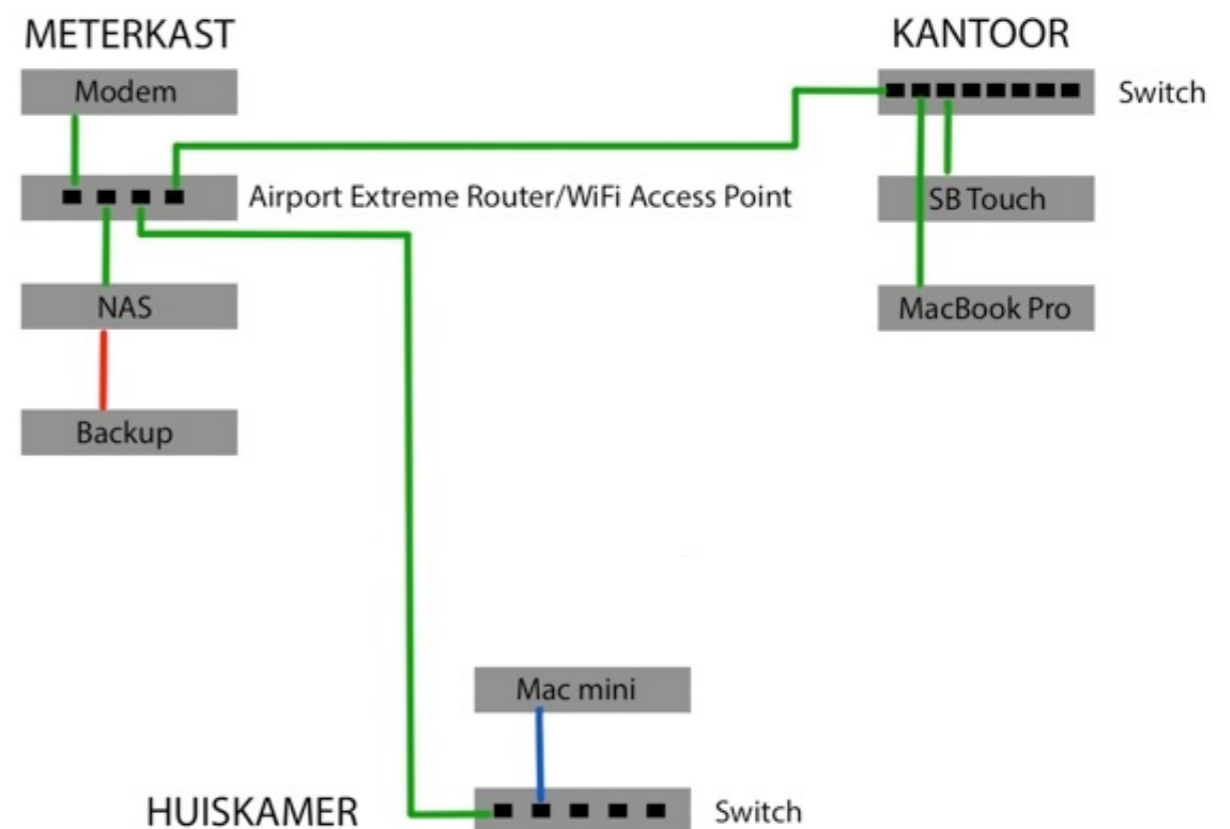 METERKAST
KANTOOR
Modem
Switch
Airport Extreme Router/WiFi Access Point
SB Touch
NAS
MacBook Pro
Backup
Mac mini
HUISKAMER
Switch